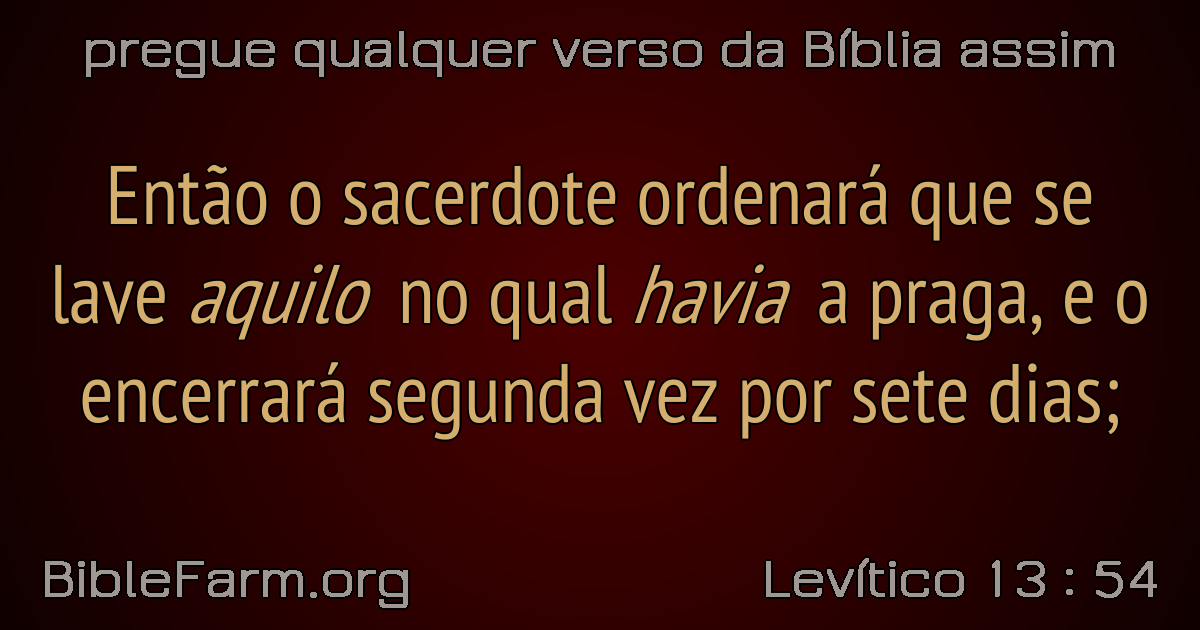 pregue qualquer verso da Bíblia assim
Então o sacerdote ordenará que se
lave aquilo no qual havia a praga, e o
encerrará segunda vez por sete dias;
BibleFarm.org
Levítico 13 : 54